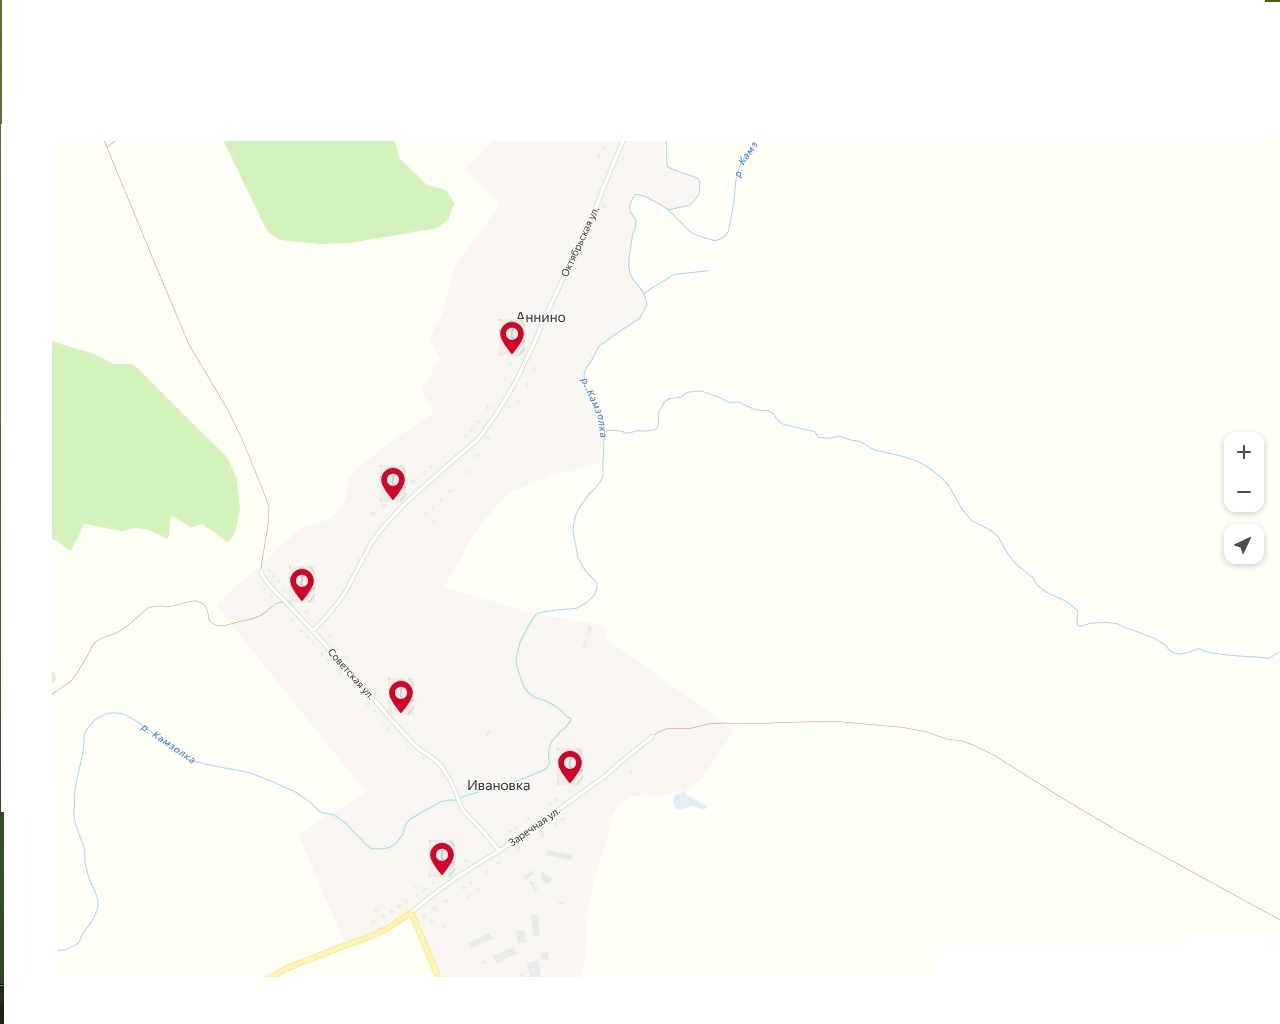 р. Камз
Октябрьская ул.
Аннино
р. Камзолка
Советская ул.
р. Камзолка
Ивановка
Заречная ул.